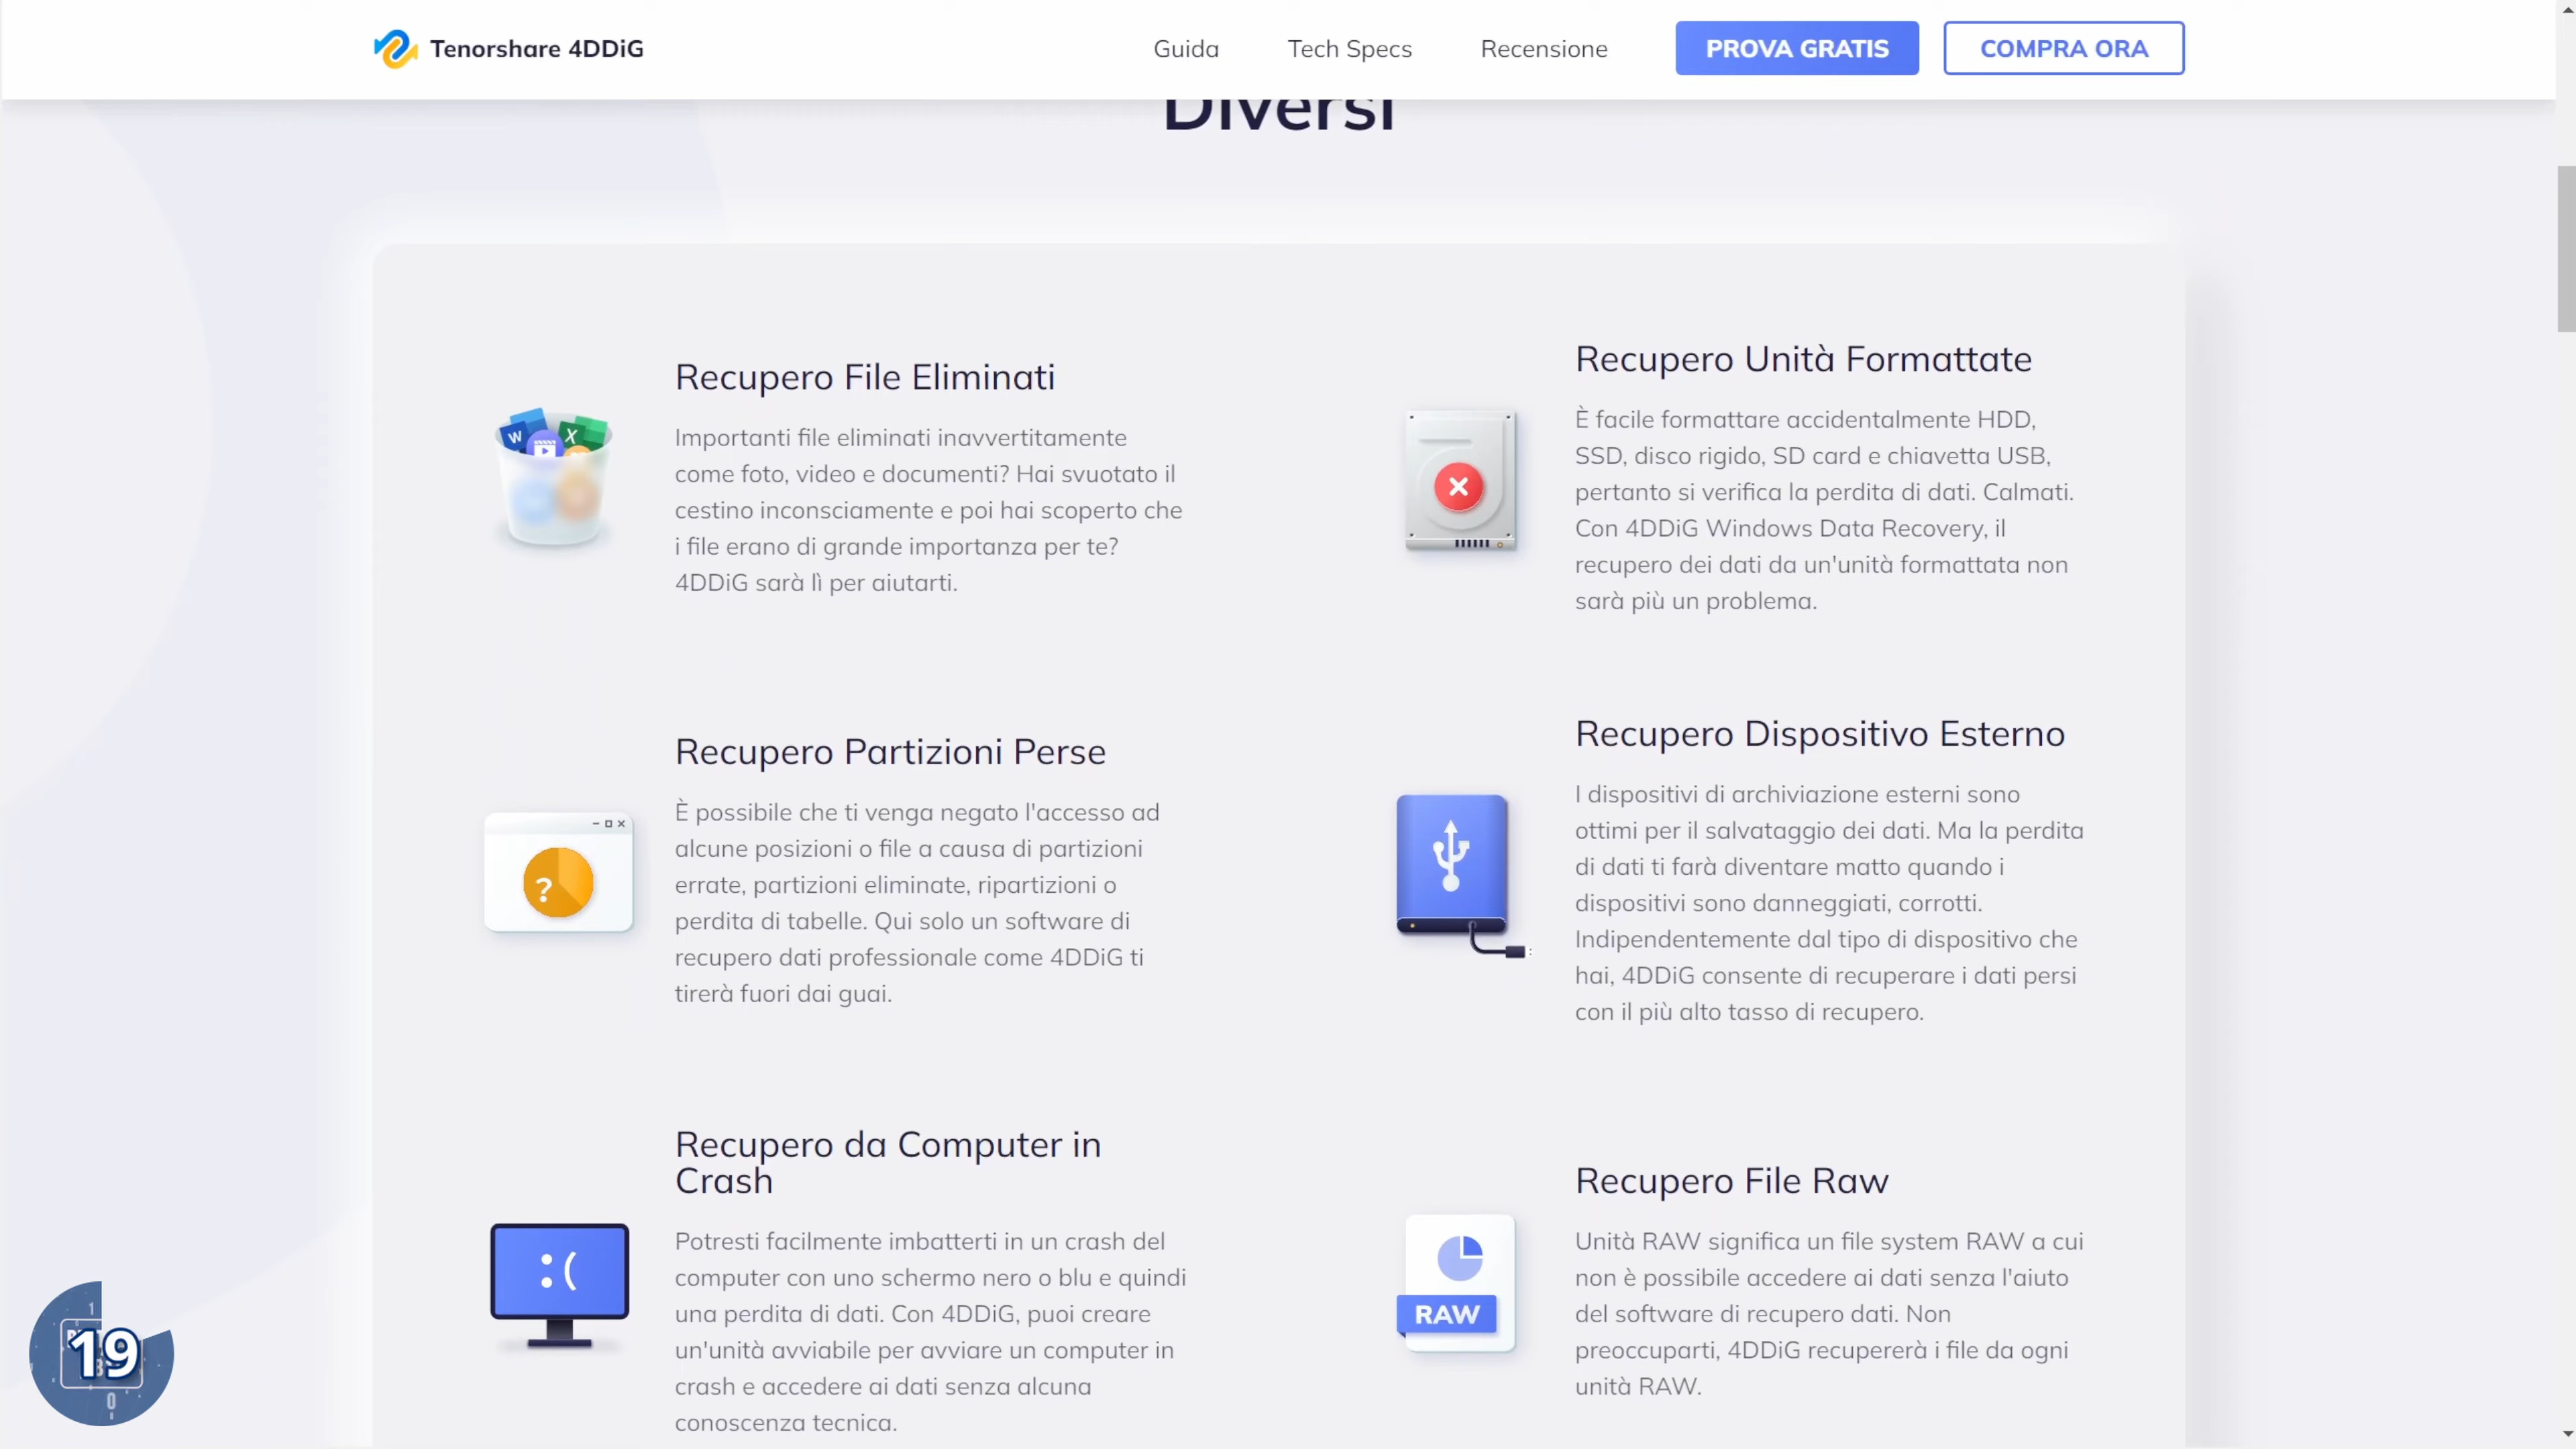 Tenorshare 4DDiG
Guida
Tech Specs
Recensione
PROVA GRATIS
COMPRA ORA
Diversi
Recupero File Eliminati
Importanti file eliminati inavvertitamente
come foto, video e documenti? Hai svuotato il
cestino inconsciamente e poi hai scoperto che
i file erano di grande importanza per te?
4DDiG sarà lì per aiutarti.
Recupero Unità Formattate
È facile formattare accidentalmente HDD,
SSD, disco rigido, SD card e chiavetta USB,
pertanto si verifica la perdita di dati. Calmati.
Con 4DDiG Windows Data Recovery, il
recupero dei dati da un'unità formattata non
sarà più un problema.
W
X
Recupero Partizioni Perse
È possibile che ti venga negato l'accesso ad
alcune posizioni o file a causa di partizioni
errate, partizioni eliminate, ripartizioni o
perdita di tabelle. Qui solo un software di
recupero dati professionale come 4DDiG ti
tirerà fuori dai guai.
?
Recupero Dispositivo Esterno
I dispositivi di archiviazione esterni sono
ottimi per il salvataggio dei dati. Ma la perdita
di dati ti farà diventare matto quando i
dispositivi sono danneggiati, corrotti.
Indipendentemente dal tipo di dispositivo che
hai, 4DDiG consente di recuperare i dati persi
con il più alto tasso di recupero.
Recupero da Computer in
Crash
Potresti facilmente imbatterti in un crash del
computer con uno schermo nero o blu e quindi
una perdita di dati. Con 4DDiG, puoi creare
un'unità avviabile per avviare un computer in
crash e accedere ai dati senza alcuna
conoscenza tecnica.
:(
Recupero File Raw
Unità RAW significa un file system RAW a cui
non è possibile accedere ai dati senza l'aiuto
del software di recupero dati. Non
preoccuparti, 4DDiG recupererà i file da ogni
unità RAW.
RAW
1
19
0